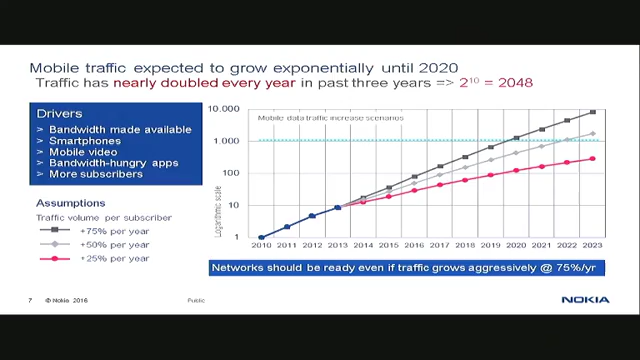 Mobile traffic expected to grow exponentially until 2020
Traffic has nearly doubled every year in past three years => 2¹⁰ = 2048
Drivers
> Bandwidth made available
> Smartphones
> Mobile video
> Bandwidth-hungry apps
> More subscribers
Assumptions
Traffic volume per subscriber
+75% per year
+50% per year
+25% per year
Mobile data traffic increase scenarios
Logarithmic scale
10.000
1.000
100
10
1
2010 2011 2012 2013 2014 2015 2016 2017 2018 2019 2020 2021 2022 2023
Networks should be ready even if traffic grows aggressively @ 75%/yr
7 © Nokia 2016 Public NOKIA